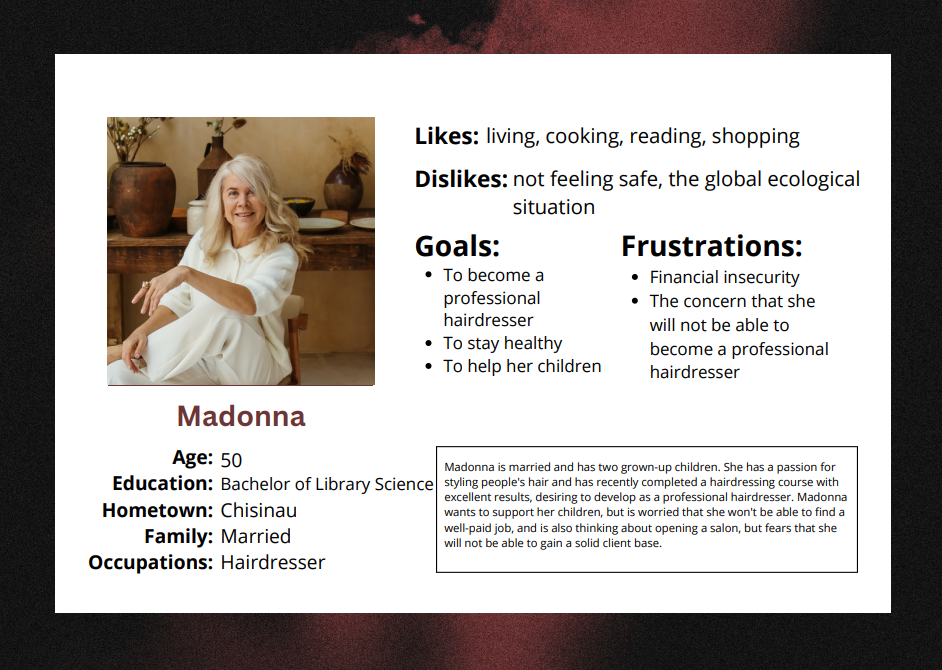 Likes: living, cooking, reading, shopping
Dislikes: not feeling safe, the global ecological
situation
Goals:
• To become a
professional
hairdresser
• To stay healthy
• To help her children
Frustrations:
• Financial insecurity
• The concern that she
will not be able to
become a professional
hairdresser
Madonna
Age: 50
Education: Bachelor of Library Science
Hometown: Chisinau
Family: Married
Occupations: Hairdresser
Madonna is married and has two grown-up children. She has a passion for
styling people's hair and has recently completed a hairdressing course with
excellent results, desiring to develop as a professional hairdresser. Madonna
wants to support her children, but is worried that she won't be able to find a
well-paid job, and is also thinking about opening a salon, but fears that she
will not be able to gain a solid client base.